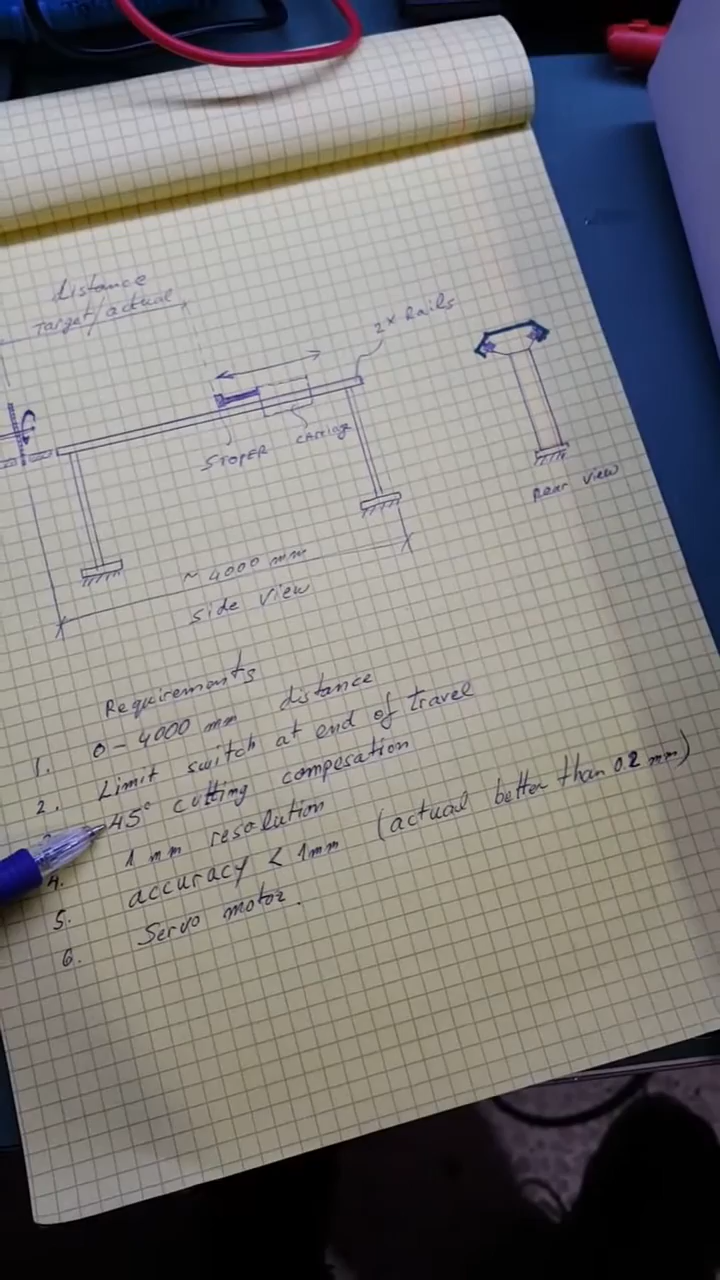 distance
Target/actual
2x Rails
STOPER
carriage
~ 4000 mm
side view
Rear view
Requirements
1. 0 - 4000 mm distance
2. Limit switch at end of travel
45° cutting compesation
4. 1 mm resolution
5. accuracy < 1mm (actual better than 0.2 mm)
6. Servo motor.